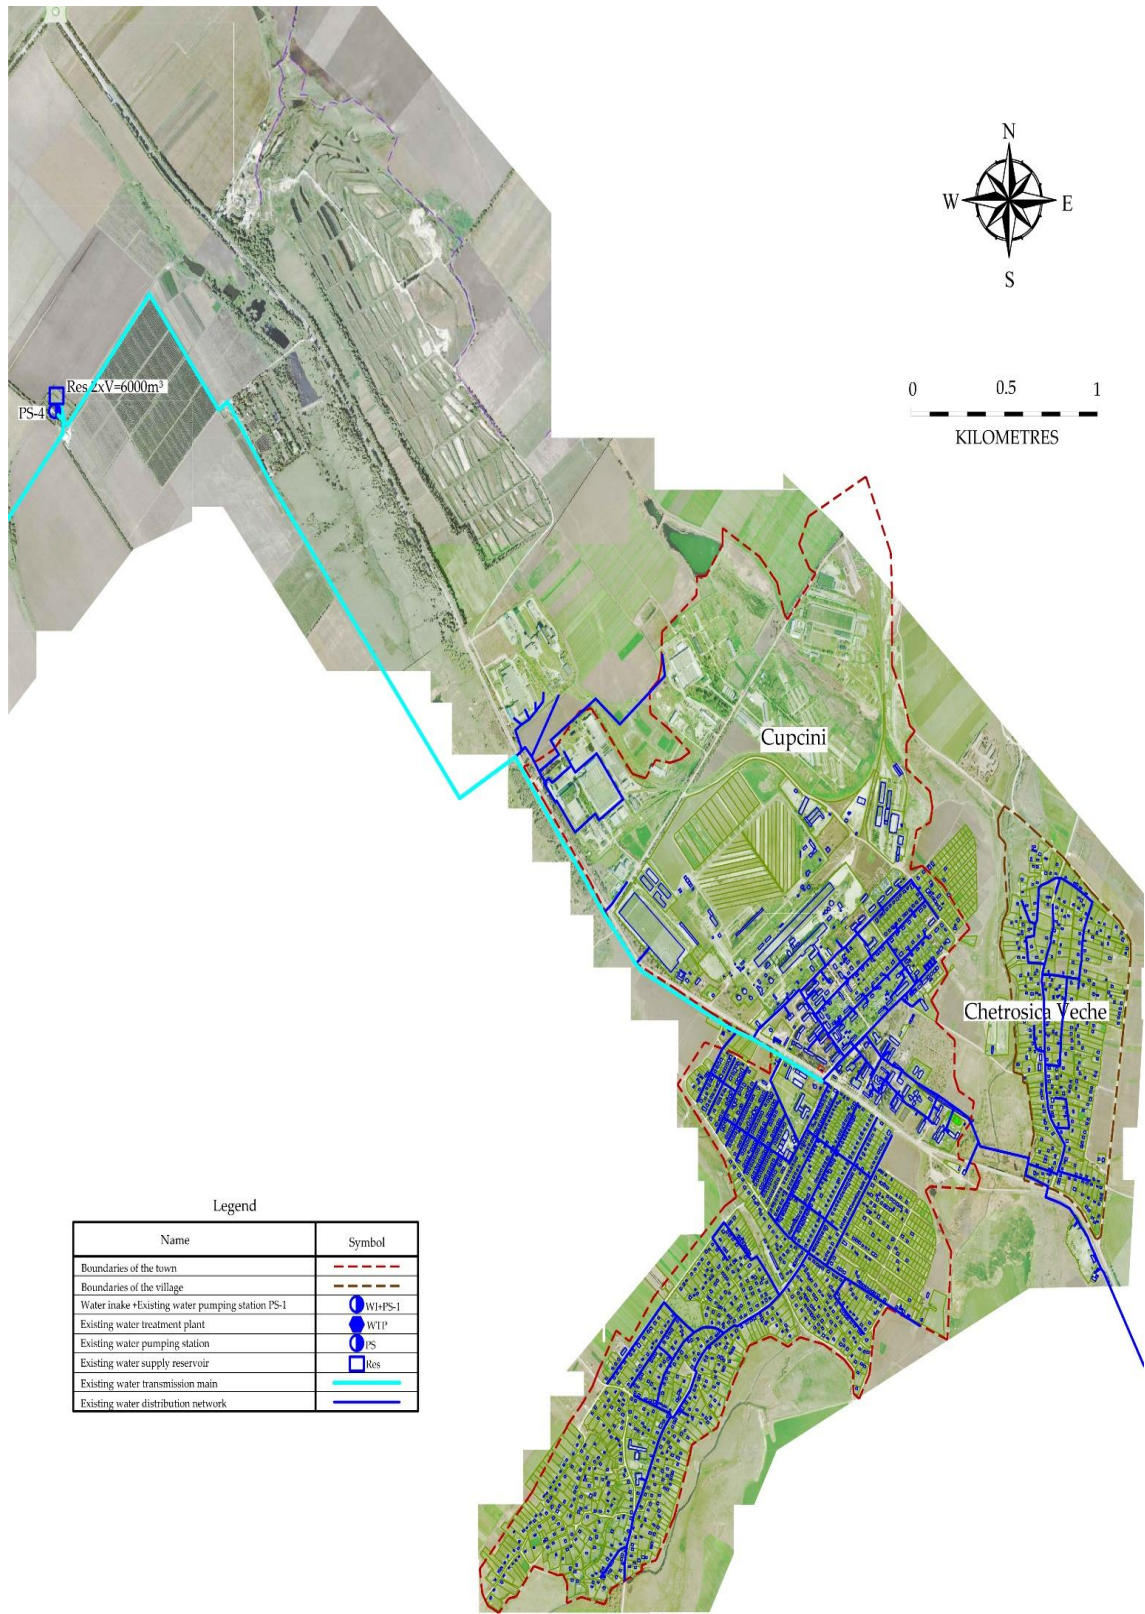 N
W
E
S
Res 2xV=6000m³
PS-4
0 0.5 1
KILOMETRES
Cupcini
Chetrosica Veche
Legend
Name Symbol
Boundaries of the town
Boundaries of the village
Water inake +Existing water pumping station PS-1 WI+PS-1
Existing water treatment plant WTP
Existing water pumping station PS
Existing water supply reservoir Res
Existing water transmission main
Existing water distribution network